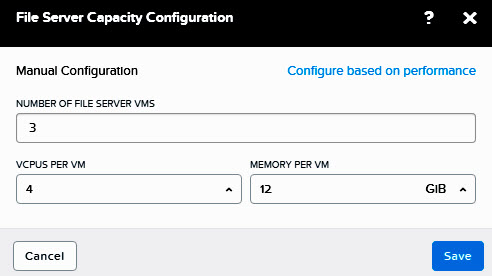 File Server Capacity Configuration ?
Manual Configuration Configure based on performance
NUMBER OF FILE SERVER VMS
3
VCPUS PER VM MEMORY PER VM
4 12 GIB
Cancel Save